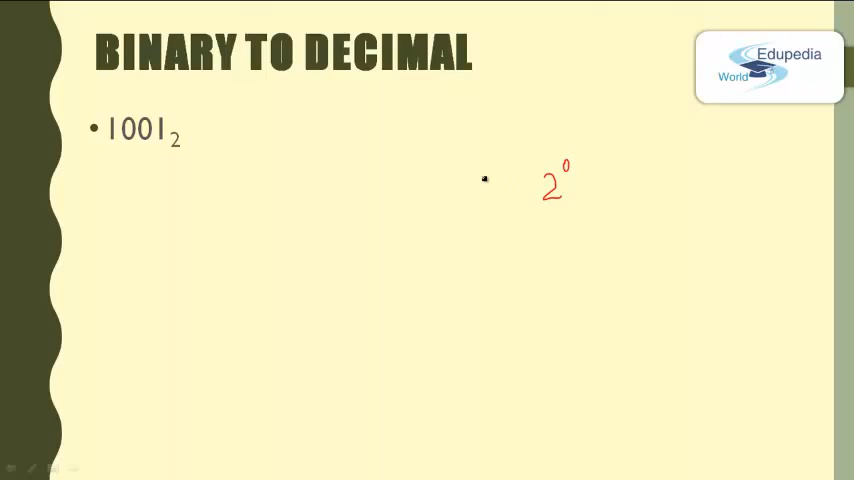 BINARY TO DECIMAL
Edupedia
World
• 1001₂
2⁰